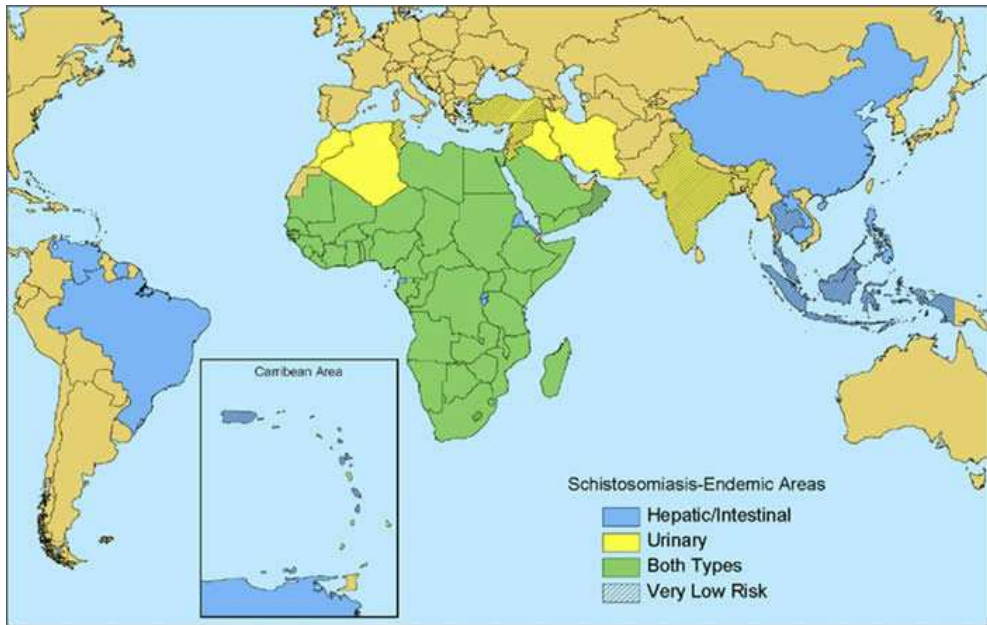 Carribean Area
Schistosomiasis-Endemic Areas
Hepatic/Intestinal
Urinary
Both Types
Very Low Risk